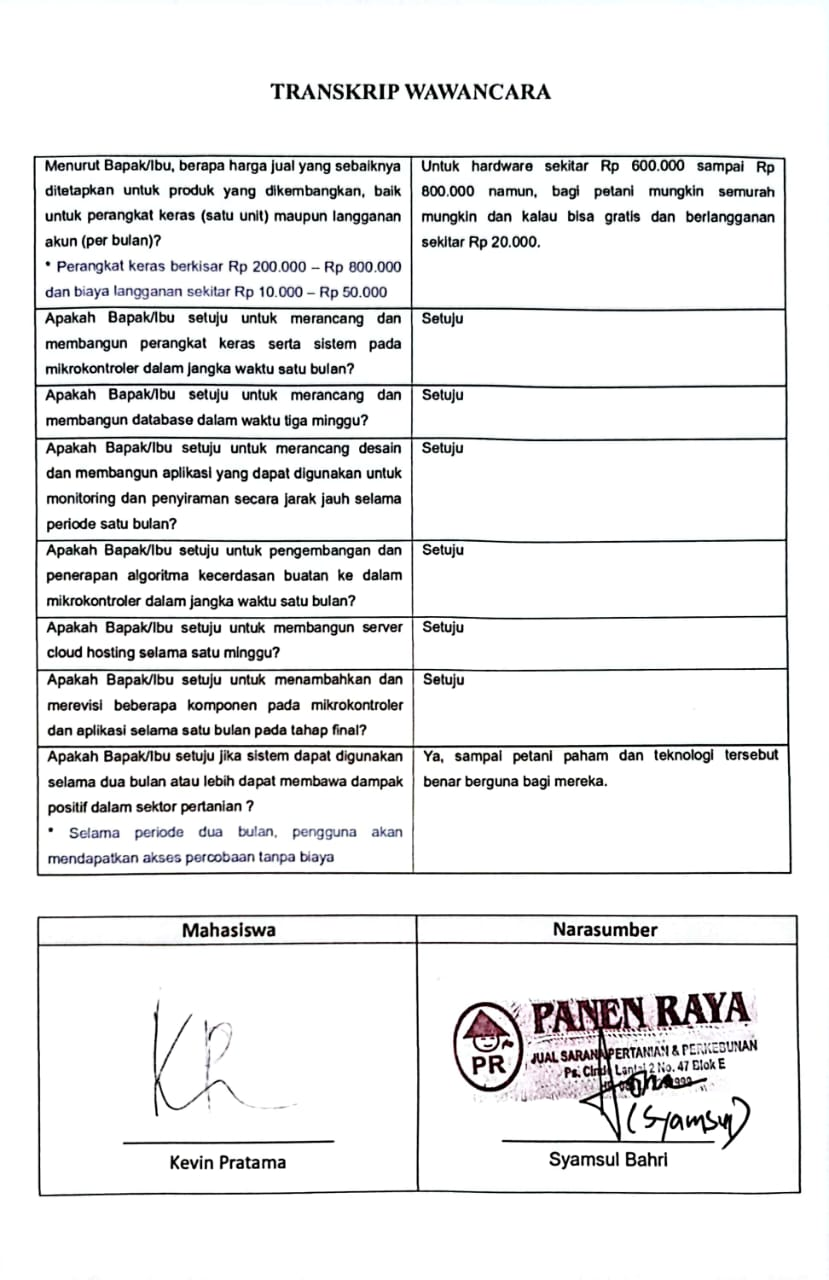 TRANSKRIP WAWANCARA
Menurut Bapak/Ibu, berapa harga jual yang sebaiknya
ditetapkan untuk produk yang dikembangkan, baik
untuk perangkat keras (satu unit) maupun langganan
akun (per bulan)?
* Perangkat keras berkisar Rp 200.000 – Rp 800.000
dan biaya langganan sekitar Rp 10.000 – Rp 50.000
Untuk hardware sekitar Rp 600.000 sampai Rp
800.000 namun, bagi petani mungkin semurah
mungkin dan kalau bisa gratis dan berlangganan
sekitar Rp 20.000.
Apakah Bapak/Ibu setuju untuk merancang dan
membangun perangkat keras serta sistem pada
mikrokontroler dalam jangka waktu satu bulan?
Setuju
Apakah Bapak/Ibu setuju untuk merancang dan
membangun database dalam waktu tiga minggu?
Setuju
Apakah Bapak/Ibu setuju untuk merancang desain
dan membangun aplikasi yang dapat digunakan untuk
monitoring dan penyiraman secara jarak jauh selama
periode satu bulan?
Setuju
Apakah Bapak/Ibu setuju untuk pengembangan dan
penerapan algoritma kecerdasan buatan ke dalam
mikrokontroler dalam jangka waktu satu bulan?
Setuju
Apakah Bapak/Ibu setuju untuk membangun server
cloud hosting selama satu minggu?
Setuju
Apakah Bapak/Ibu setuju untuk menambahkan dan
merevisi beberapa komponen pada mikrokontroler
dan aplikasi selama satu bulan pada tahap final?
Setuju
Apakah Bapak/Ibu setuju jika sistem dapat digunakan
selama dua bulan atau lebih dapat membawa dampak
positif dalam sektor pertanian ?
* Selama periode dua bulan, pengguna akan
mendapatkan akses percobaan tanpa biaya
Ya, sampai petani paham dan teknologi tersebut
benar berguna bagi mereka.
Mahasiswa
Narasumber
PANEN RAYA
PR
JUAL SARANA PERTANIAN & PERKEBUNAN
Ps. Cinde Lantai 2 No. 47 Blok E
(Syamsul)
Kevin Pratama
Syamsul Bahri